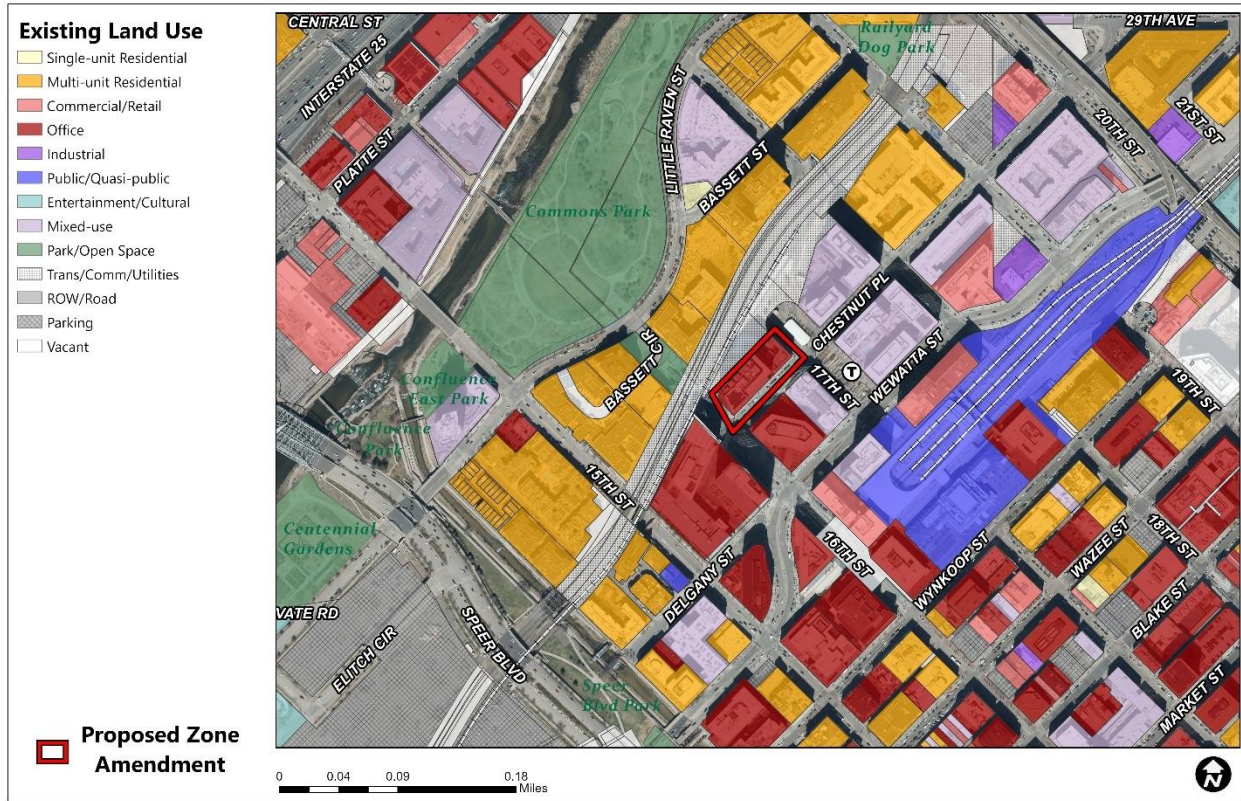 Existing Land Use
Single-unit Residential
Multi-unit Residential
Commercial/Retail
Office
Industrial
Public/Quasi-public
Entertainment/Cultural
Mixed-use
Park/Open Space
Trans/Comm/Utilities
ROW/Road
Parking
Vacant
Proposed Zone
Amendment
CENTRAL ST
INTERSTATE 25
PLATTE ST
LITTLE RAVEN ST
Railyard
Dog Park
29TH AVE
20TH ST
21ST ST
BASSETT ST
Commons Park
CHESTNUT PL
BASSETT CIR
17TH ST
T
WEWATTA ST
19TH ST
Confluence
East Park
Confluence
Park
15TH ST
Centennial
Gardens
16TH ST
WYNKOOP ST
WAZEE ST
18TH ST
DELGANY ST
BLAKE ST
VATE RD
ELITCH CIR
SPEER BLVD
Speer
Blvd Park
MARKET ST
0 0.04 0.09 0.18
Miles
N